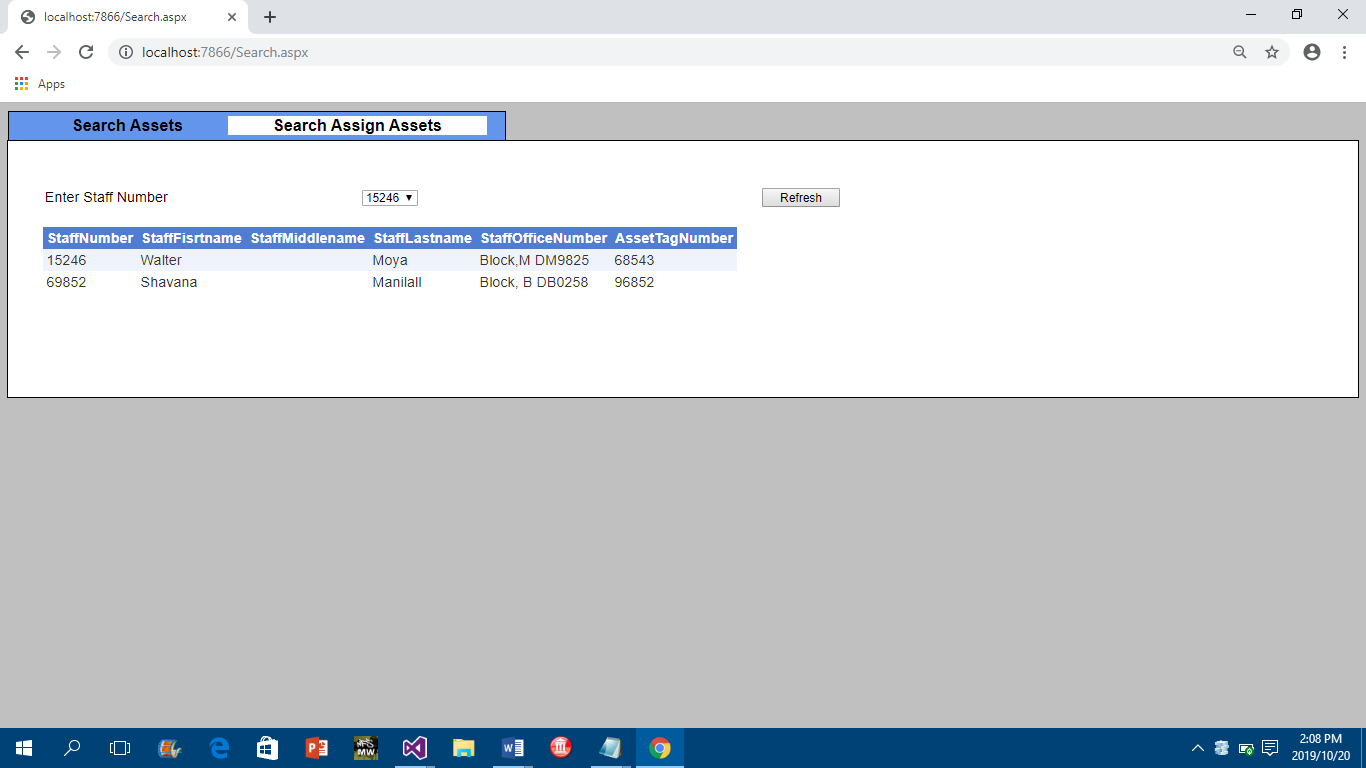 localhost:7866/Search.aspx
localhost:7866/Search.aspx
Apps
Search Assets Search Assign Assets
Enter Staff Number 15246 Refresh
StaffNumber StaffFisrtname StaffMiddlename StaffLastname StaffOfficeNumber AssetTagNumber
15246 Walter Moya Block,M DM9825 68543
69852 Shavana Manilall Block, B DB0258 96852
2:08 PM
2019/10/20